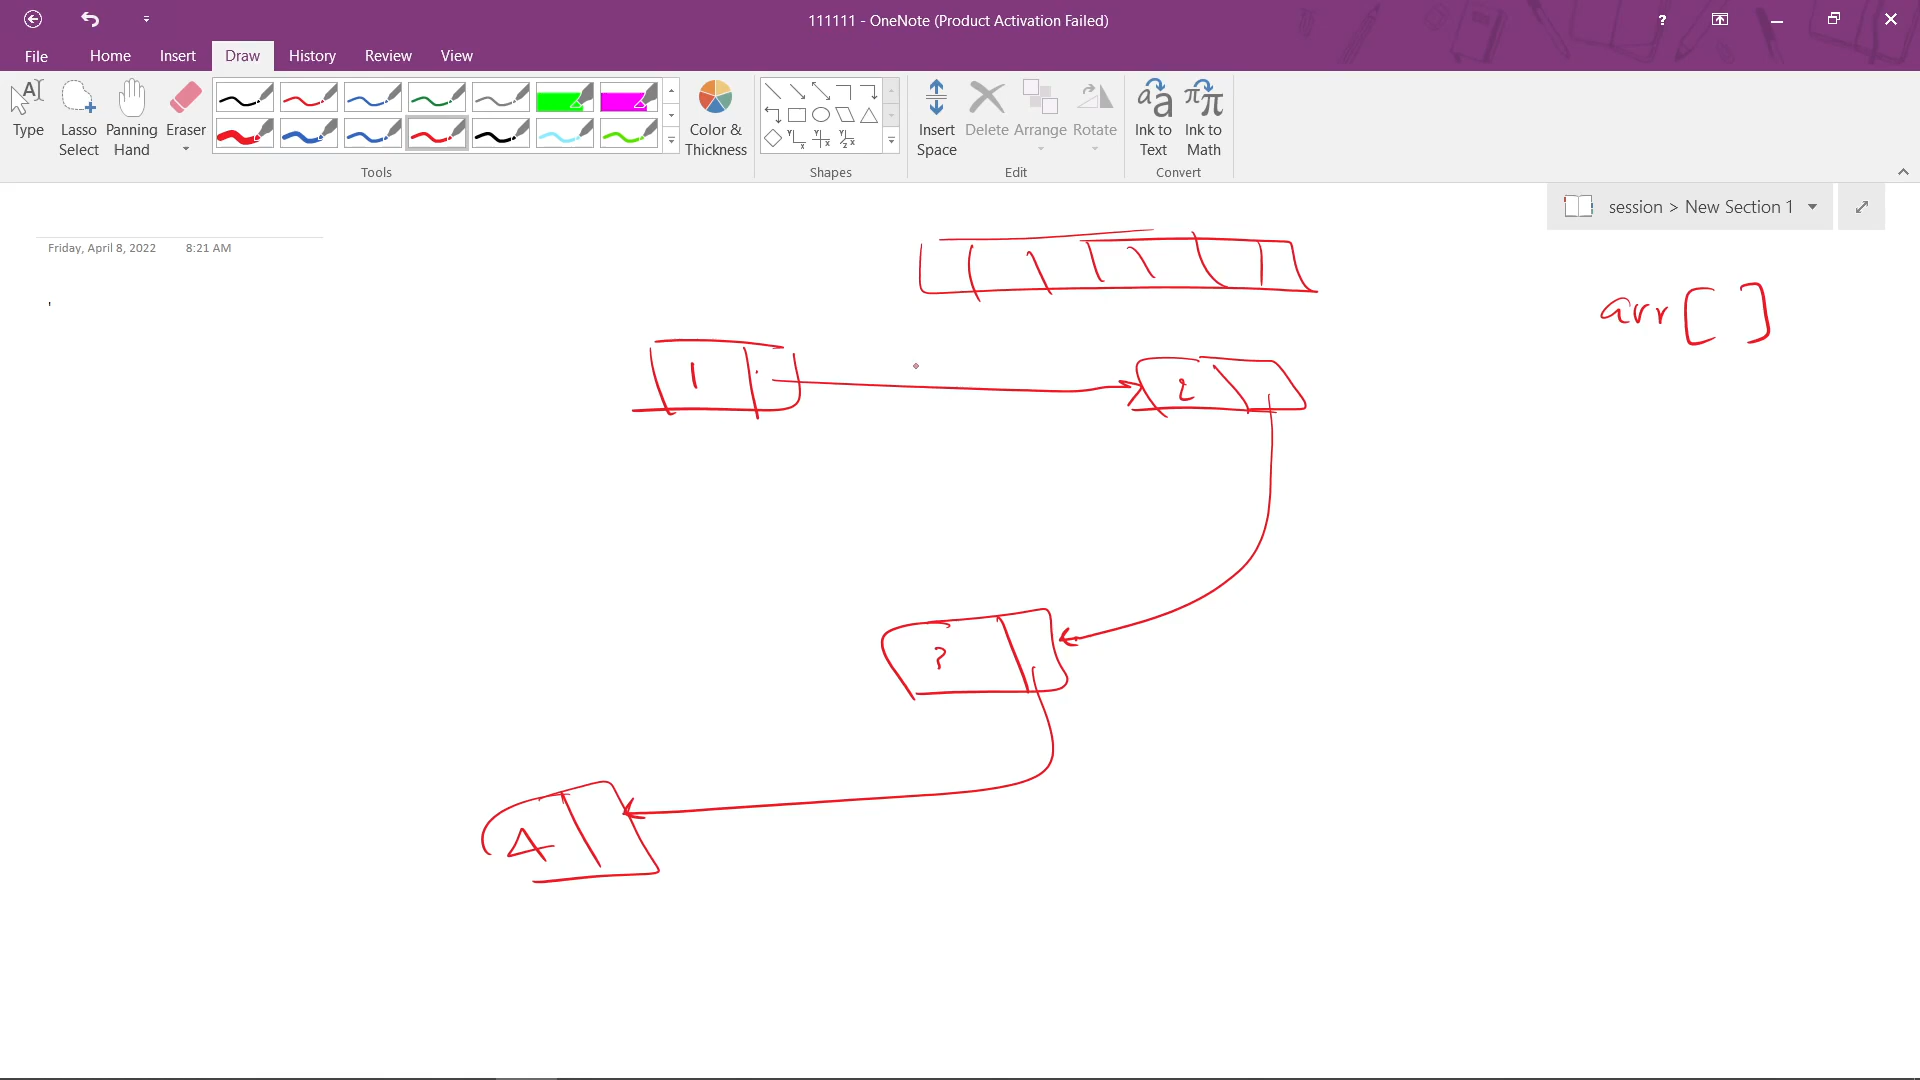 111111 - OneNote (Product Activation Failed)
?
File Home Insert Draw History Review View
Type
Lasso Select
Panning Hand
Eraser
Color & Thickness
Insert Space
Delete
Arrange
Rotate
Ink to Text
Ink to Math
Tools
Shapes
Edit
Convert
session > New Section 1
Friday, April 8, 2022 8:21 AM
'
arr [ ]
1
2
3
4